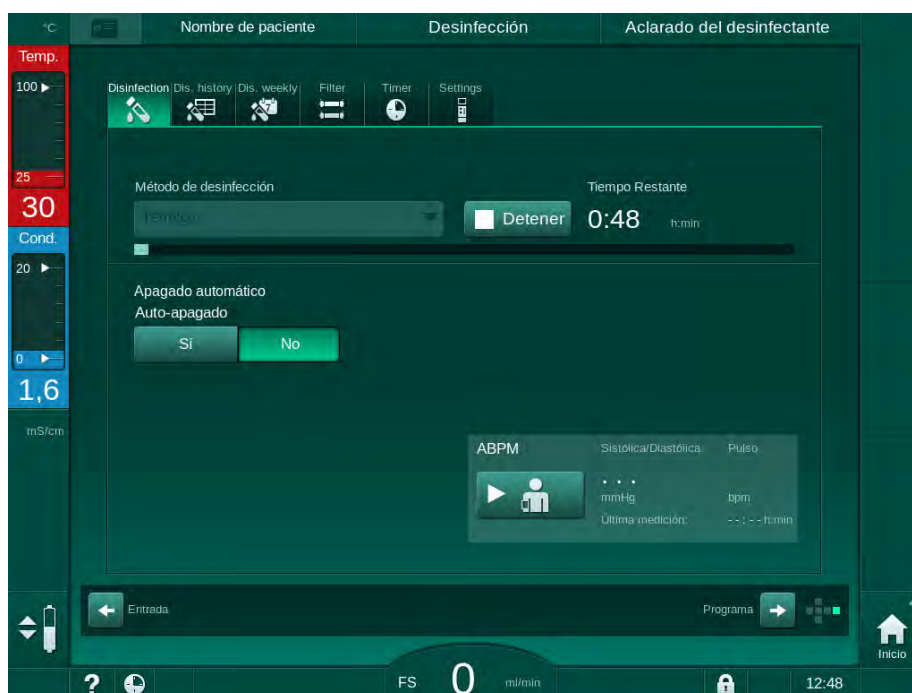 °C Nombre de paciente Desinfección Aclarado del desinfectante
Temp.
100
25
30
Cond.
20
0
1,6
mS/cm
Disinfection Dis. history Dis. weekly Filter Timer Settings
7
Método de desinfección Tiempo Restante
Térmico Detener 0:48 h:min
Apagado automático
Auto-apagado
Sí No
ABPM Sistólica/Diastólica Pulso
mmHg bpm
Última medición: --:-- h:min
Entrada Programa
Inicio
? FS 0 ml/min 12:48